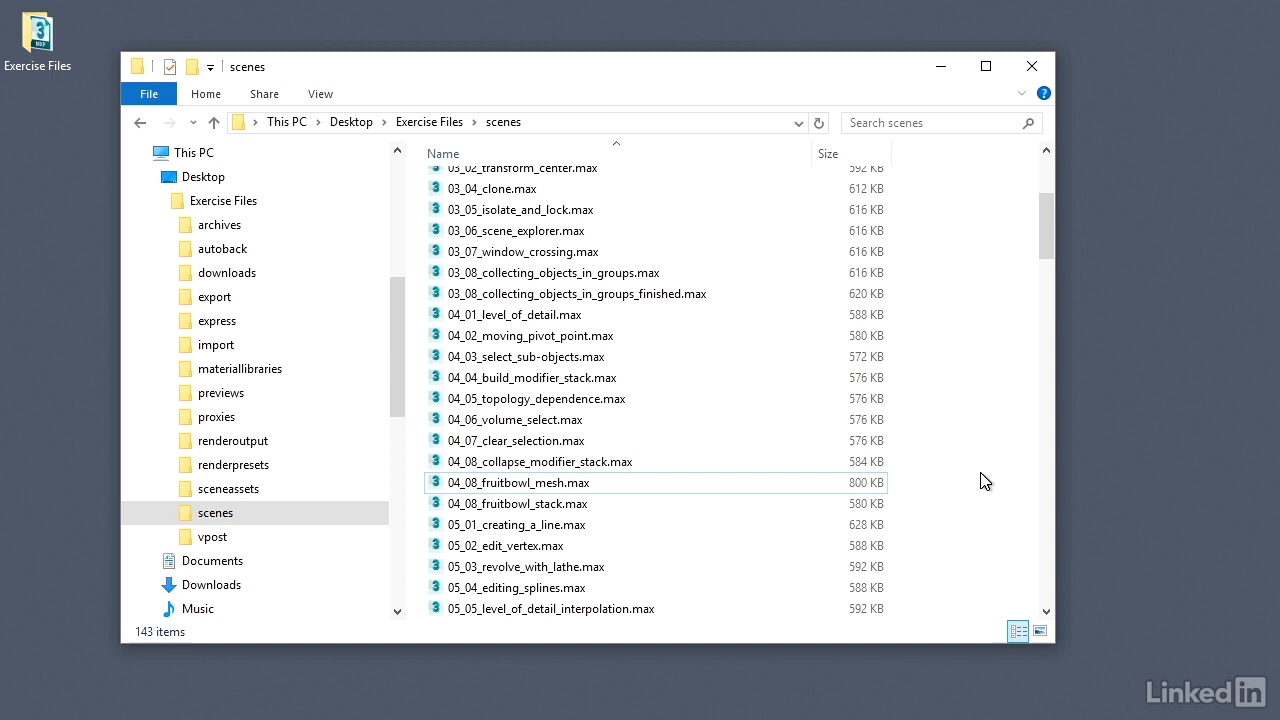 Exercise Files
scenes
File Home Share View
This PC Desktop Exercise Files scenes
Search scenes
This PC
Desktop
Exercise Files
archives
autoback
downloads
export
express
import
materiallibraries
previews
proxies
renderoutput
renderpresets
sceneassets
scenes
vpost
Documents
Downloads
Music
Name Size
03_02_transform_center.max 592 KB
03_04_clone.max 612 KB
03_05_isolate_and_lock.max 616 KB
03_06_scene_explorer.max 616 KB
03_07_window_crossing.max 616 KB
03_08_collecting_objects_in_groups.max 616 KB
03_08_collecting_objects_in_groups_finished.max 620 KB
04_01_level_of_detail.max 588 KB
04_02_moving_pivot_point.max 580 KB
04_03_select_sub-objects.max 572 KB
04_04_build_modifier_stack.max 576 KB
04_05_topology_dependence.max 576 KB
04_06_volume_select.max 576 KB
04_07_clear_selection.max 576 KB
04_08_collapse_modifier_stack.max 584 KB
04_08_fruitbowl_mesh.max 800 KB
04_08_fruitbowl_stack.max 580 KB
05_01_creating_a_line.max 628 KB
05_02_edit_vertex.max 588 KB
05_03_revolve_with_lathe.max 592 KB
05_04_editing_splines.max 588 KB
05_05_level_of_detail_interpolation.max 592 KB
143 items
Linked in